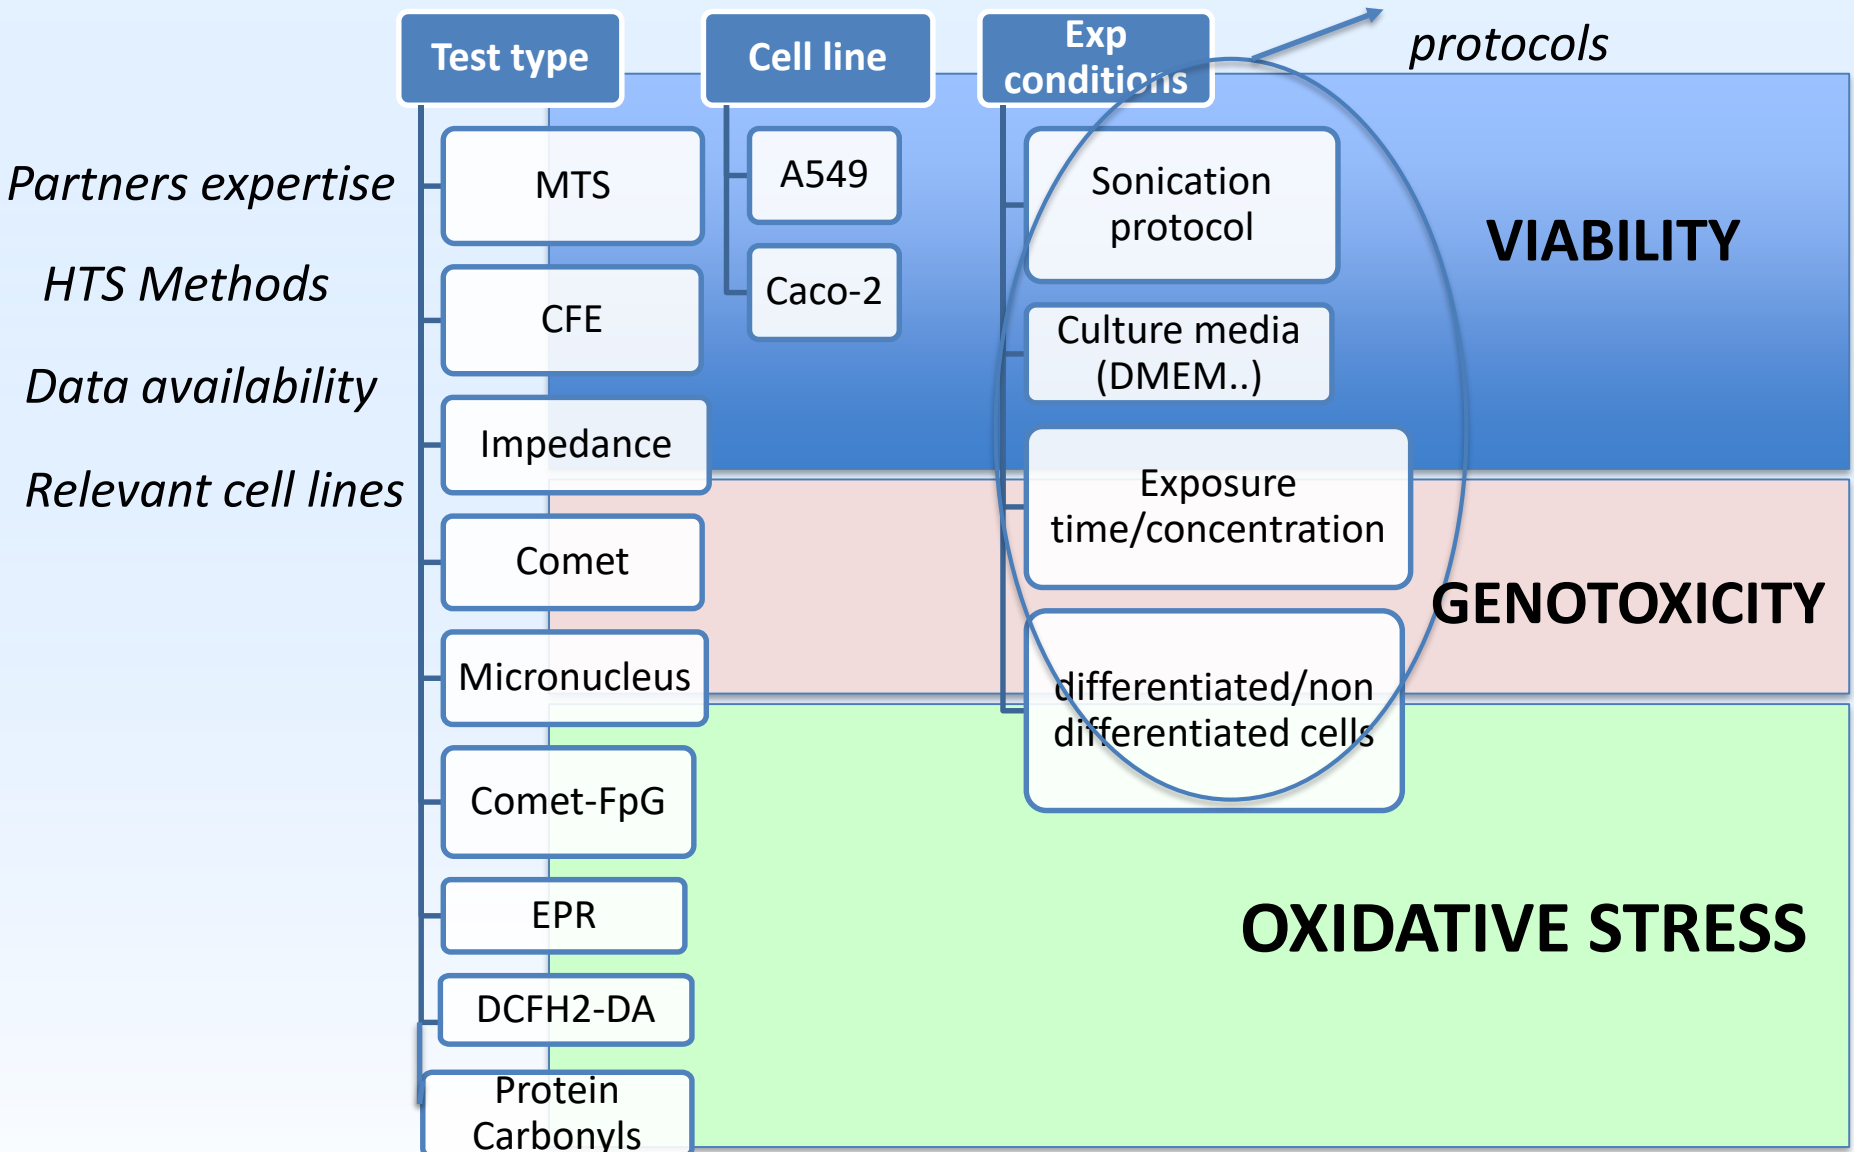 Test type
Cell line
Exp
conditions
protocols
Partners expertise
HTS Methods
Data availability
Relevant cell lines
MTS
CFE
Impedance
Comet
Micronucleus
Comet-FpG
EPR
DCFH2-DA
Protein
Carbonyls
A549
Caco-2
Sonication
protocol
Culture media
(DMEM..)
Exposure
time/concentration
differentiated/non
differentiated cells
VIABILITY
GENOTOXICITY
OXIDATIVE STRESS